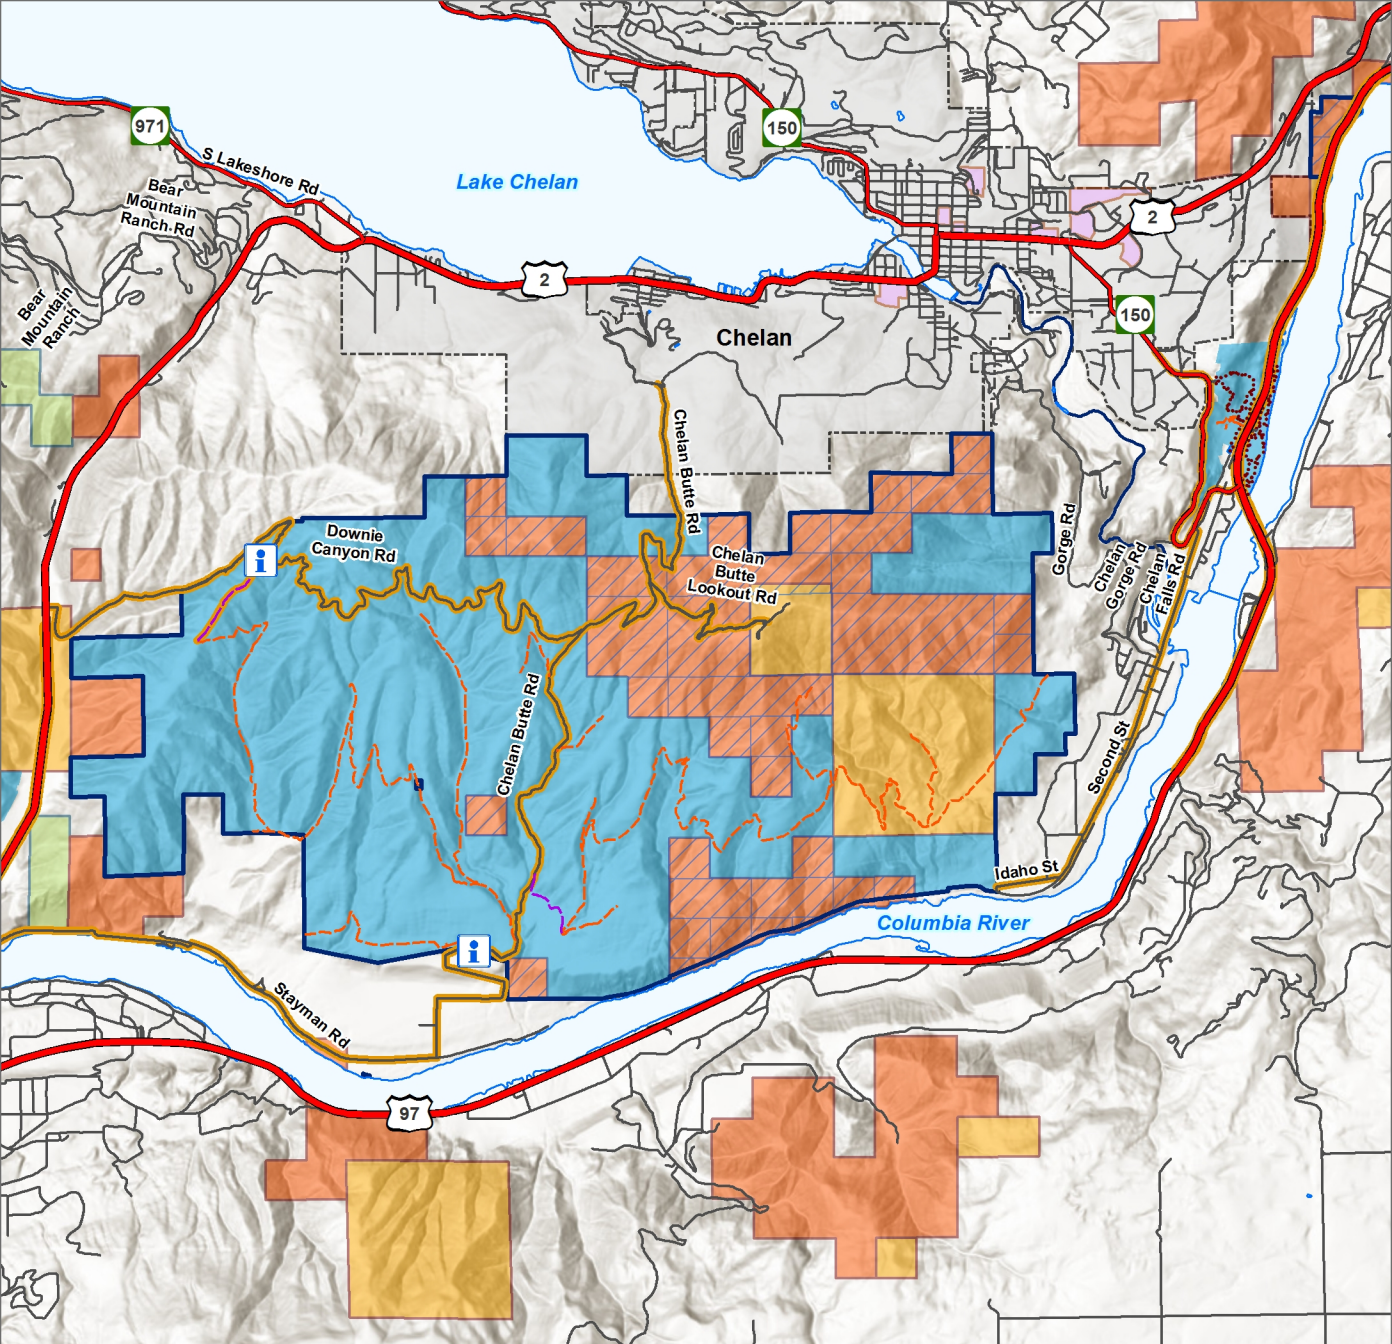 971
150
S Lakeshore Rd
Lake Chelan
Bear
Mountain
Ranch Rd
2
2
Bear
Mountain
Ranch
150
Chelan
Chelan Butte Rd
Downie
Canyon Rd
i
Chelan
Butte
Lookout Rd
Gorge Rd
Chelan
Gorge Rd
Chelan
Falls Rd
Chelan Butte Rd
Second St
Idaho St
Columbia River
i
Stayman Rd
97